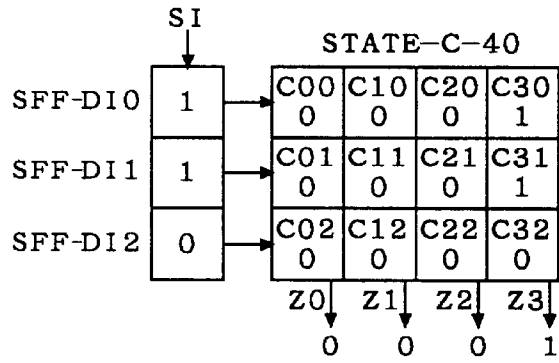 SI
STATE-C-40
SFF-DI0 1 C00 C10 C20 C30
0 0 0 1
SFF-DI1 1 C01 C11 C21 C31
0 0 0 1
SFF-DI2 0 C02 C12 C22 C32
0 0 0 0
Z0 Z1 Z2 Z3
0 0 0 1